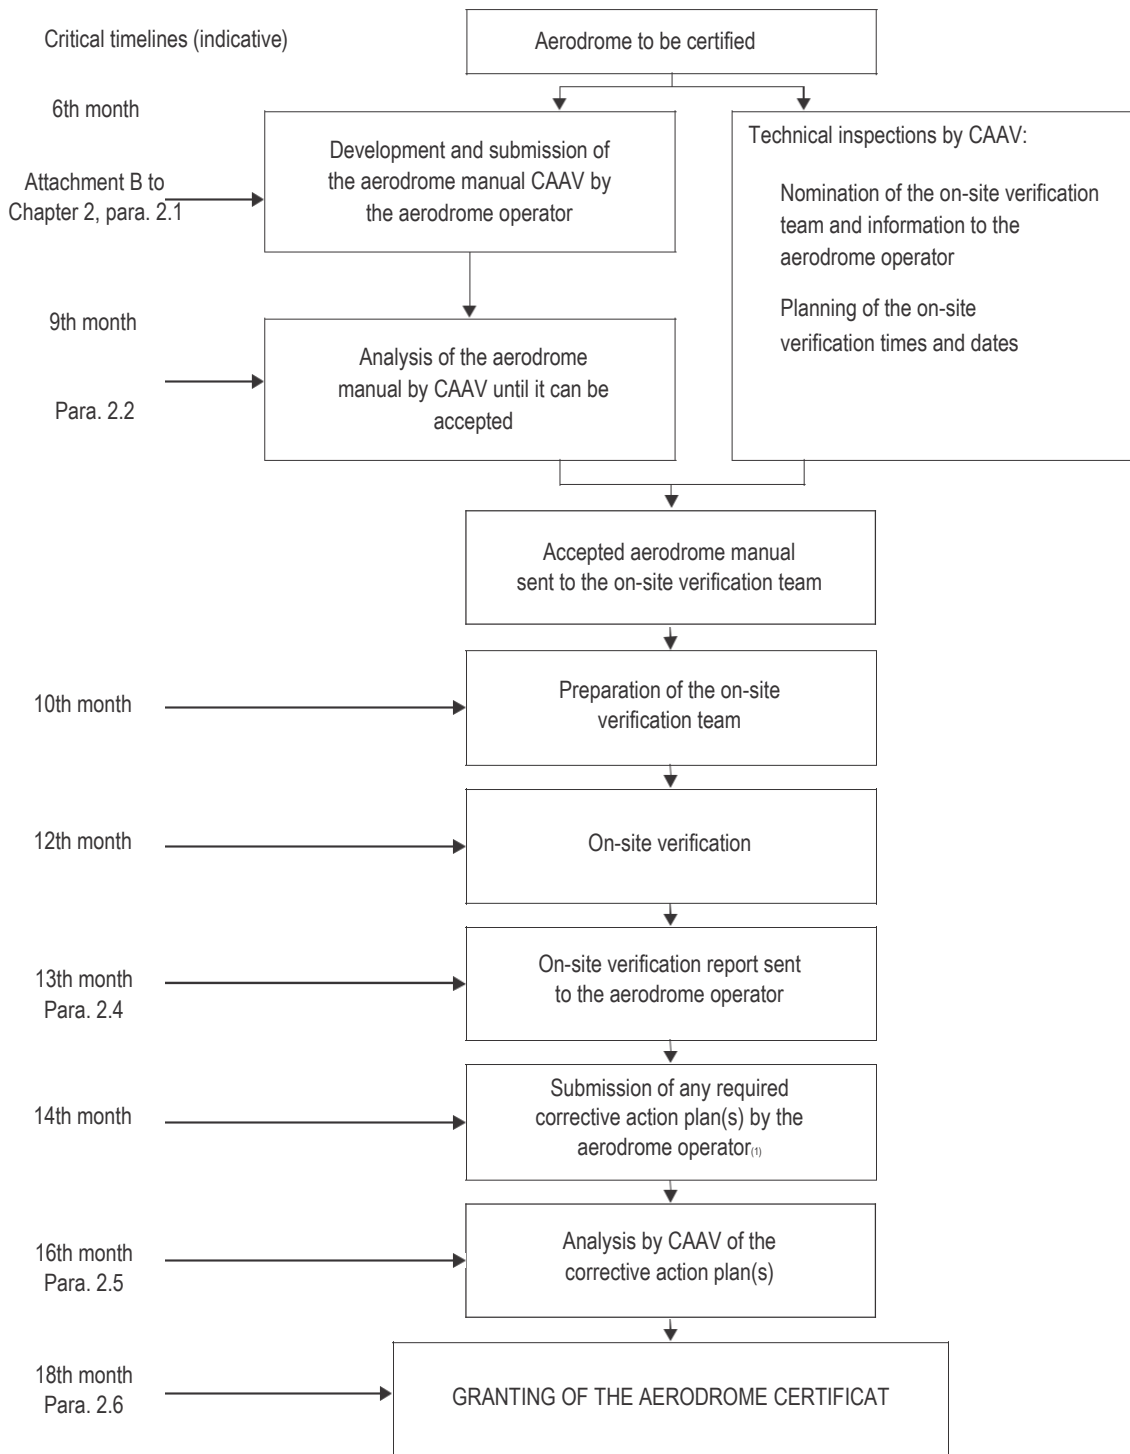 Critical timelines (indicative)
Aerodrome to be certified
6th month
Attachment B to
Chapter 2, para. 2.1
Development and submission of
the aerodrome manual CAAV by
the aerodrome operator
Technical inspections by CAAV:
Nomination of the on-site verification
team and information to the
aerodrome operator
Planning of the on-site
verification times and dates
9th month
Para. 2.2
Analysis of the aerodrome
manual by CAAV until it can be
accepted
Accepted aerodrome manual
sent to the on-site verification team
10th month
Preparation of the on-site
verification team
12th month
On-site verification
13th month
Para. 2.4
On-site verification report sent
to the aerodrome operator
14th month
Submission of any required
corrective action plan(s) by the
aerodrome operator(1)
16th month
Para. 2.5
Analysis by CAAV of the
corrective action plan(s)
18th month
Para. 2.6
GRANTING OF THE AERODROME CERTIFICAT